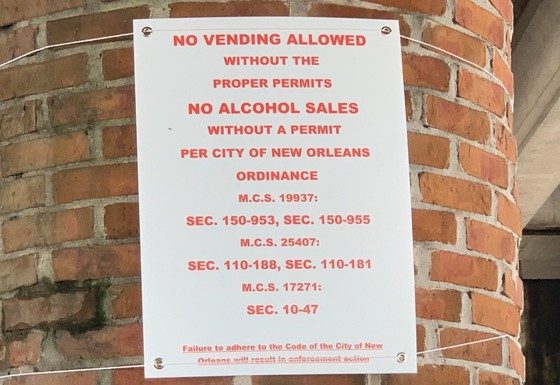 NO VENDING ALLOWED
WITHOUT THE
PROPER PERMITS
NO ALCOHOL SALES
WITHOUT A PERMIT
PER CITY OF NEW ORLEANS
ORDINANCE
M.C.S. 19937:
SEC. 150-953, SEC. 150-955
M.C.S. 25407:
SEC. 110-188, SEC. 110-181
M.C.S. 17271:
SEC. 10-47
Failure to adhere to the Code of the City of New
Orleans will result in enforcement action